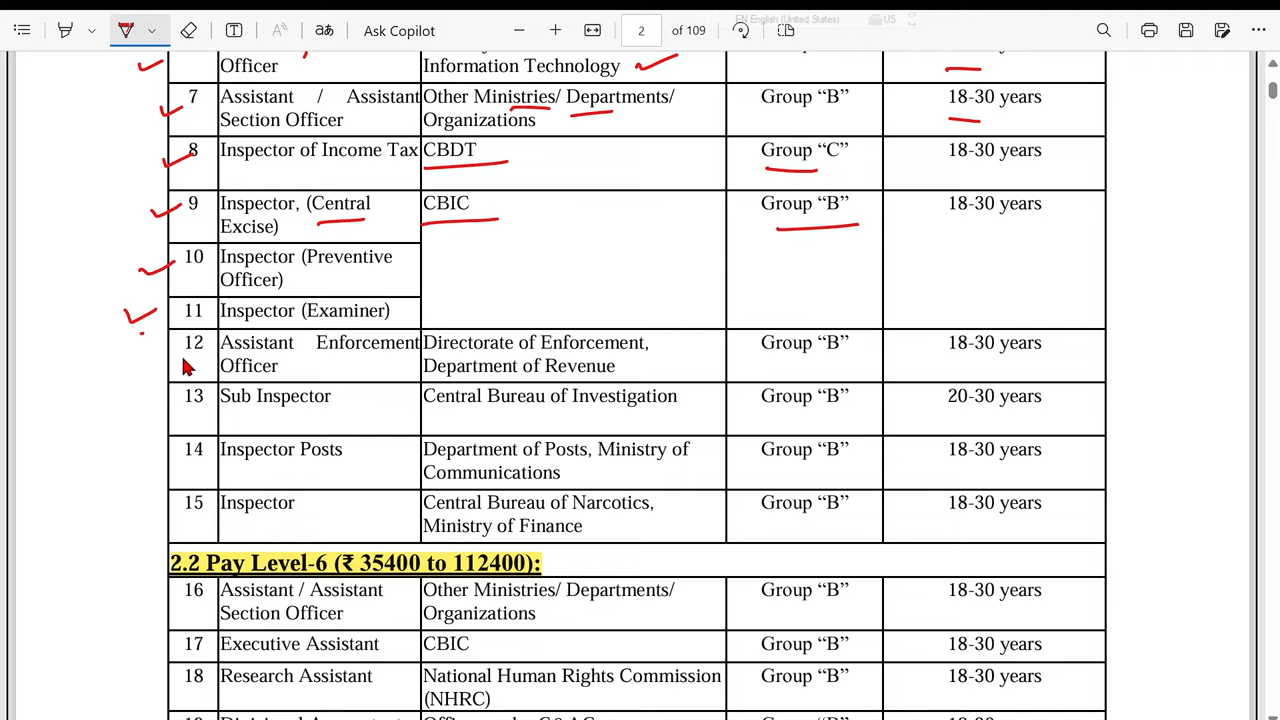 EN English (United States) US
Ask Copilot 2 of 109
Officer Information Technology
7 Assistant / Assistant Section Officer Other Ministries/ Departments/ Organizations Group “B” 18-30 years
8 Inspector of Income Tax CBDT Group “C” 18-30 years
9 Inspector, (Central Excise) CBIC Group “B” 18-30 years
10 Inspector (Preventive Officer)
11 Inspector (Examiner)
12 Assistant Enforcement Officer Directorate of Enforcement, Department of Revenue Group “B” 18-30 years
13 Sub Inspector Central Bureau of Investigation Group “B” 20-30 years
14 Inspector Posts Department of Posts, Ministry of Communications Group “B” 18-30 years
15 Inspector Central Bureau of Narcotics, Ministry of Finance Group “B” 18-30 years
2.2 Pay Level-6 (₹ 35400 to 112400):
16 Assistant / Assistant Section Officer Other Ministries/ Departments/ Organizations Group “B” 18-30 years
17 Executive Assistant CBIC Group “B” 18-30 years
18 Research Assistant National Human Rights Commission (NHRC) Group “B” 18-30 years